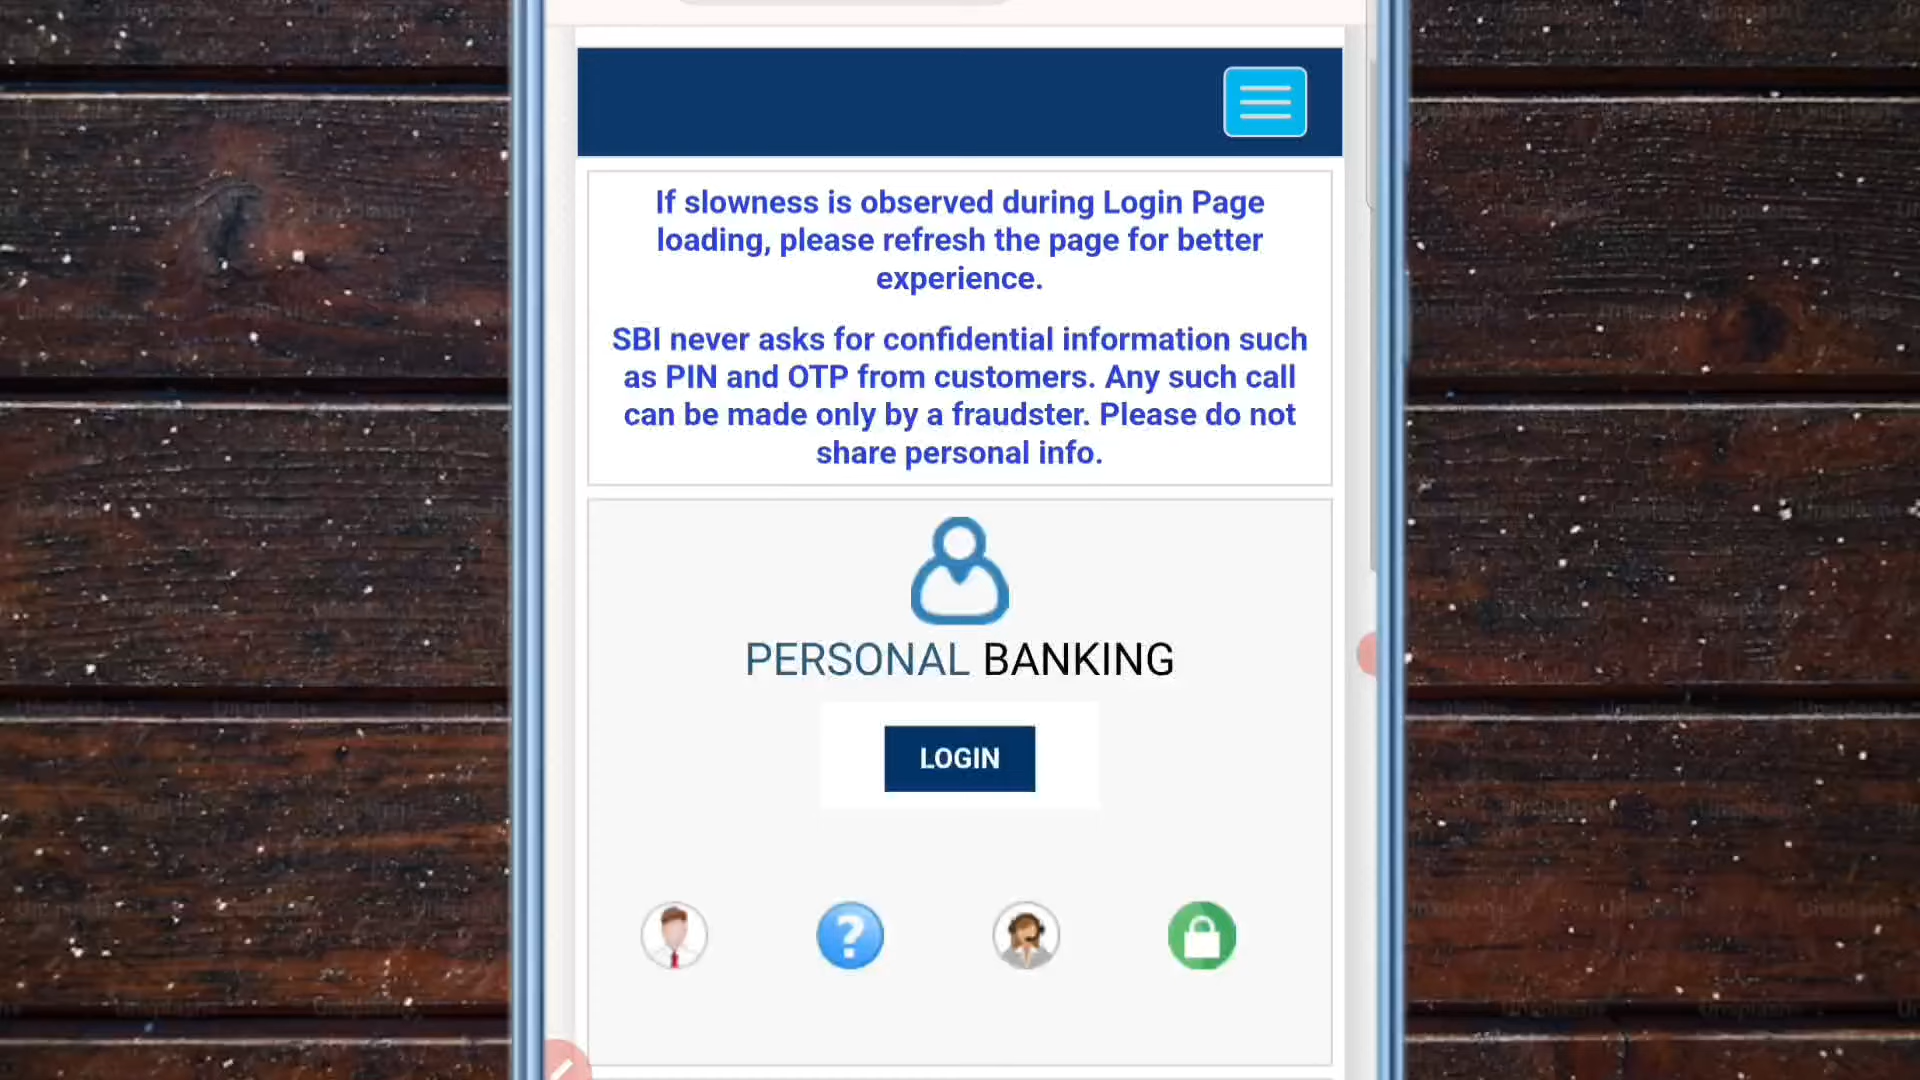 If slowness is observed during Login Page
loading, please refresh the page for better
experience.
SBI never asks for confidential information such
as PIN and OTP from customers. Any such call
can be made only by a fraudster. Please do not
share personal info.
PERSONAL BANKING
LOGIN
?